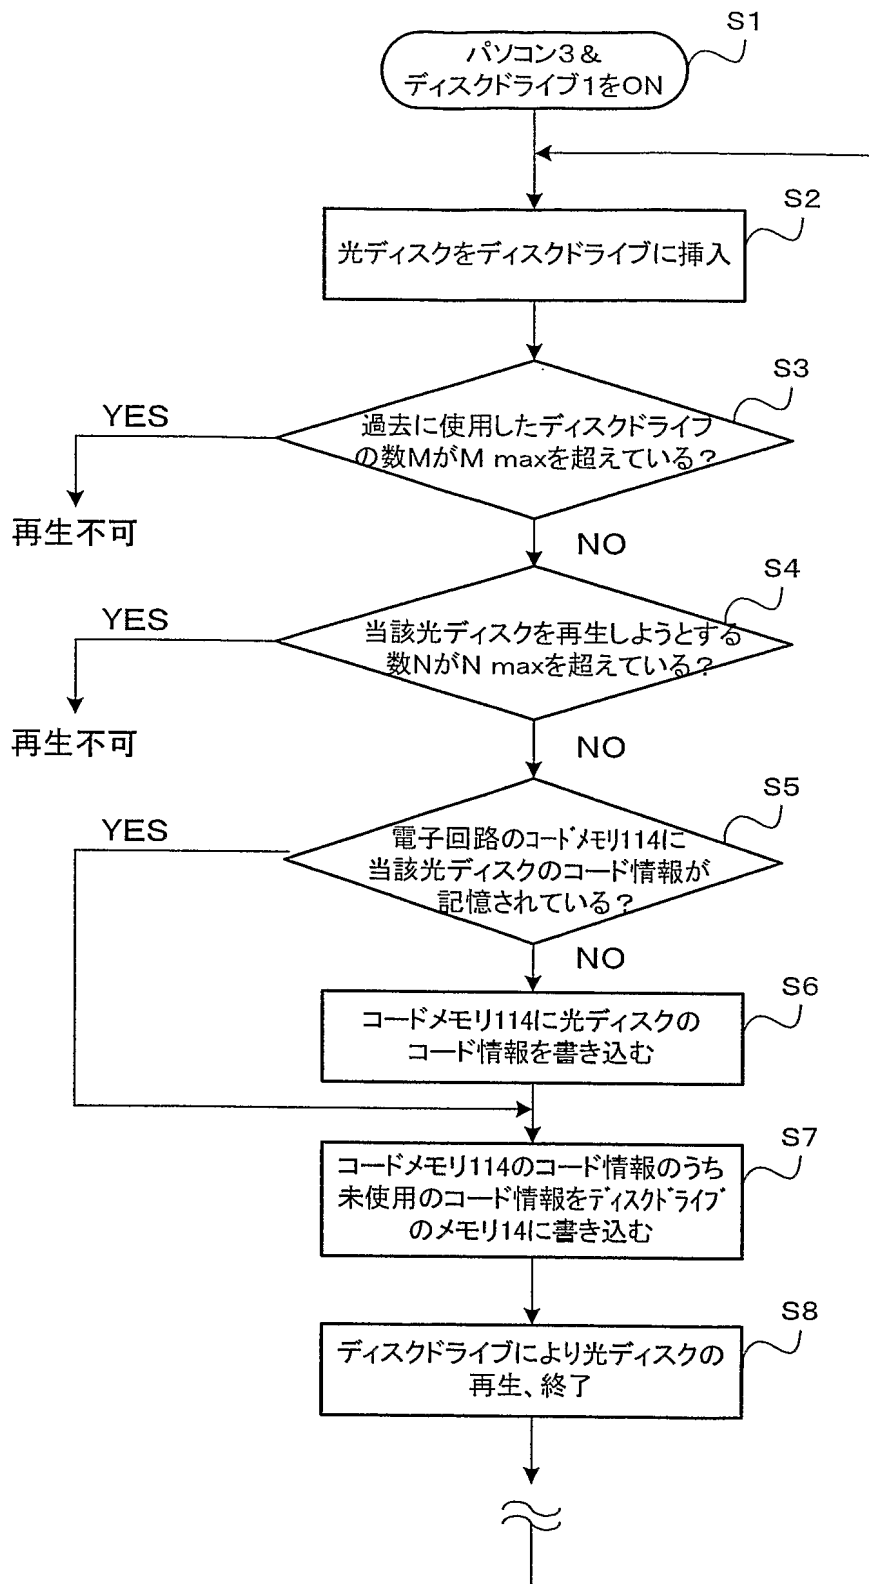 S1
パソコン3&
ディスクドライブ1をON
S2
光ディスクをディスクドライブに挿入
S3
過去に使用したディスクドライブ
の数MがM maxを超えている?
YES
再生不可
NO
S4
当該光ディスクを再生しようとする
数NがN maxを超えている?
YES
再生不可
NO
S5
電子回路のコードメモリ114に
当該光ディスクのコード情報が
記憶されている?
YES
NO
S6
コードメモリ114に光ディスクの
コード情報を書き込む
S7
コードメモリ114のコード情報のうち
未使用のコード情報をディスクドライブ
のメモリ14に書き込む
S8
ディスクドライブにより光ディスクの
再生、終了